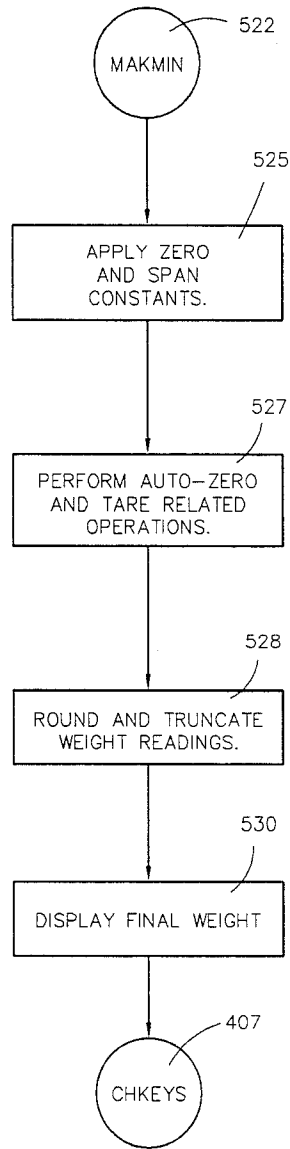 522
MAKMIN
525
APPLY ZERO
AND SPAN
CONSTANTS.
527
PERFORM AUTO-ZERO
AND TARE RELATED
OPERATIONS.
528
ROUND AND TRUNCATE
WEIGHT READINGS.
530
DISPLAY FINAL WEIGHT
407
CHKEYS